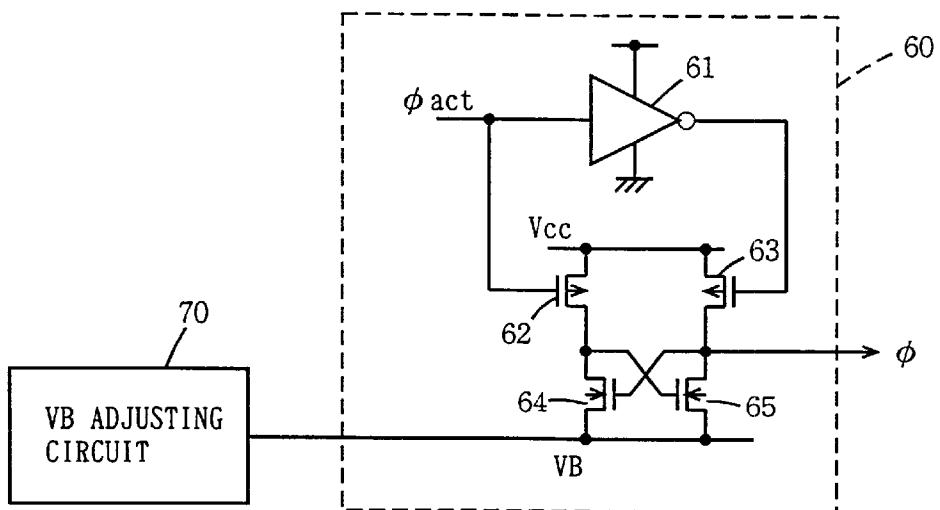 60
61
φ act
Vcc
63
62
70
φ
64
65
VB ADJUSTING
CIRCUIT
VB